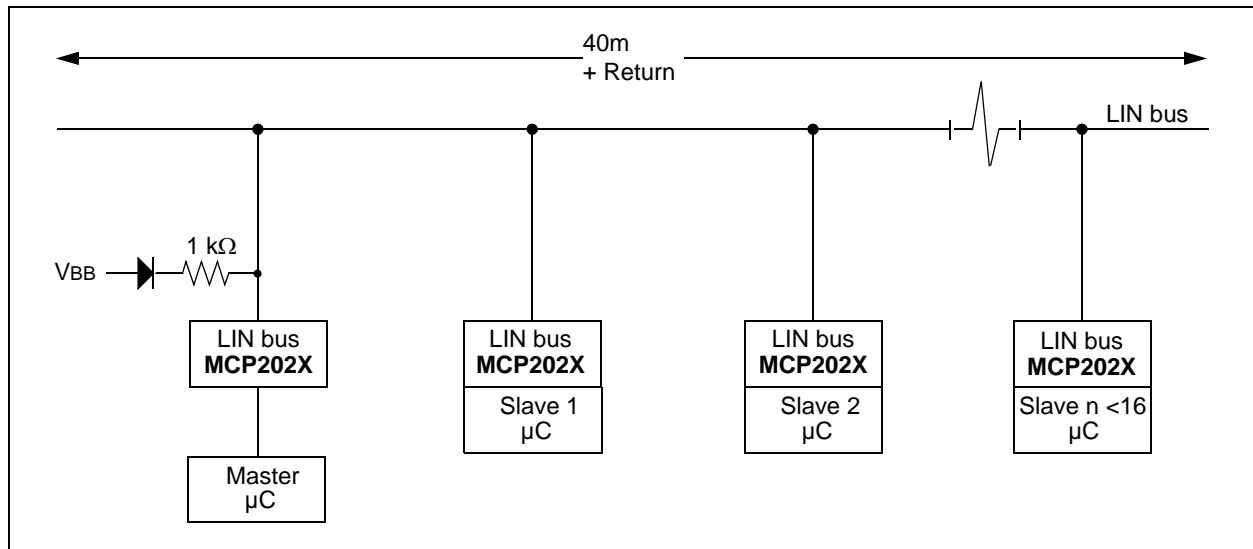 40m
+ Return
LIN bus
1 kΩ
VBB
LIN bus
MCP202X
LIN bus
MCP202X
LIN bus
MCP202X
LIN bus
MCP202X
Slave 1
µC
Slave 2
µC
Slave n <16
µC
Master
µC